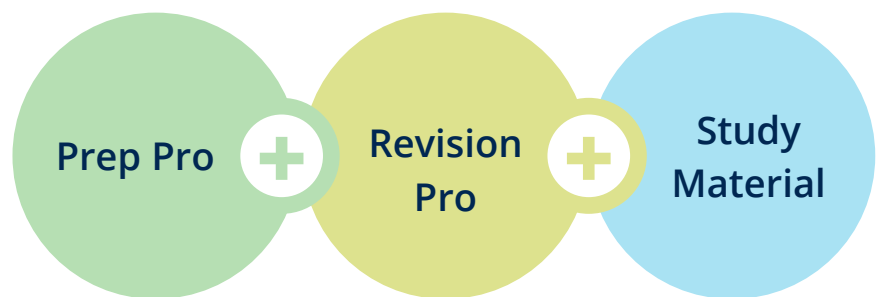 Prep Pro
+
Revision
Pro
+
Study
Material